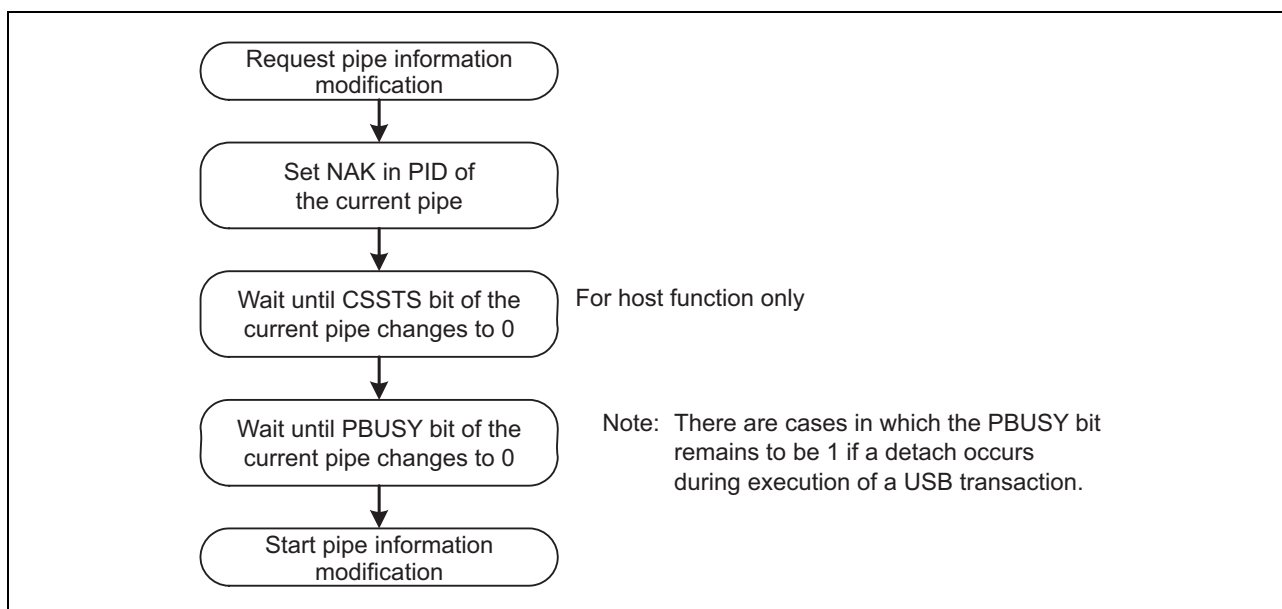 Request pipe information
modification
Set NAK in PID of
the current pipe
Wait until CSSTS bit of the
current pipe changes to 0
For host function only
Wait until PBUSY bit of the
current pipe changes to 0
Note: There are cases in which the PBUSY bit
remains to be 1 if a detach occurs
during execution of a USB transaction.
Start pipe information
modification